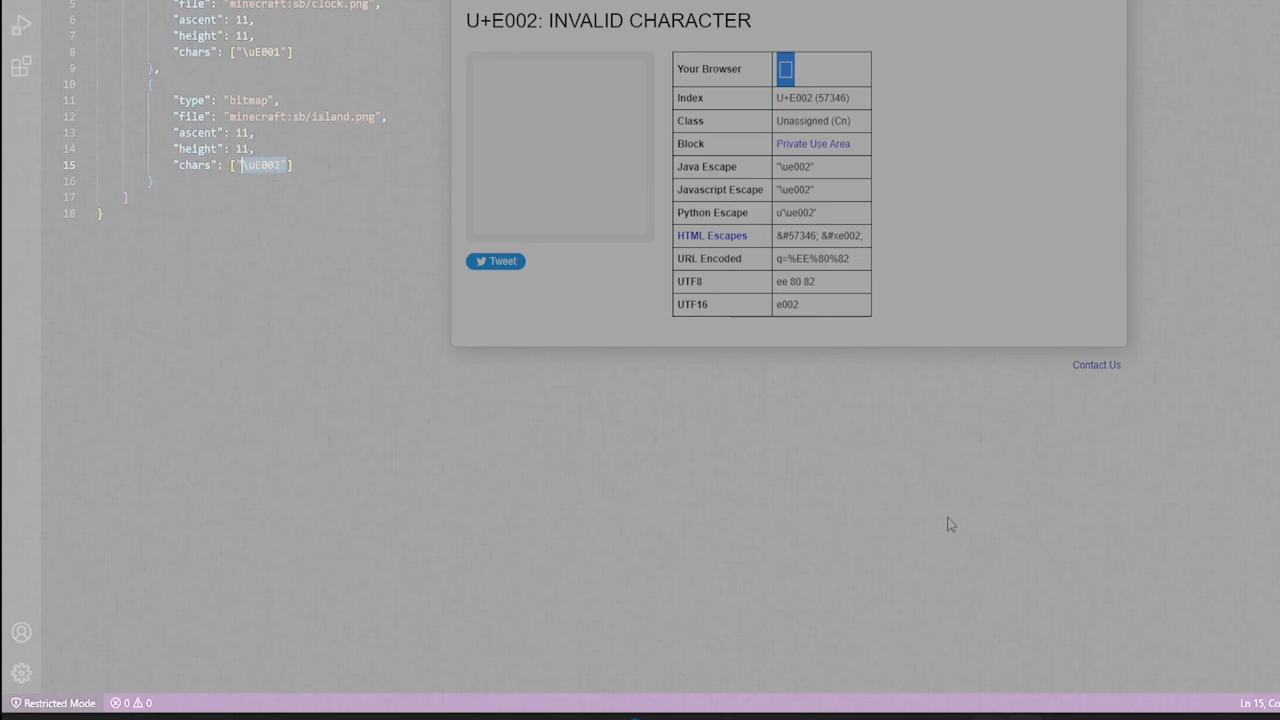 5 "file": "minecraft:sb/clock.png",
6 "ascent": 11,
7 "height": 11,
8 "chars": ["\uE001"]
9 },
10 {
11 "type": "bitmap",
12 "file": "minecraft:sb/island.png",
13 "ascent": 11,
14 "height": 11,
15 "chars": ["\uE002"]
16 }
17 ]
18 }
U+E002: INVALID CHARACTER
Your Browser
Index U+E002 (57346)
Class Unassigned (Cn)
Block Private Use Area
Java Escape "\ue002"
Javascript Escape "\ue002"
Python Escape u'\ue002'
HTML Escapes &#57346; &#xe002;
URL Encoded q=%EE%80%82
UTF8 ee 80 82
UTF16 e002
Tweet
Contact Us
Restricted Mode 0 0
Ln 15, Co